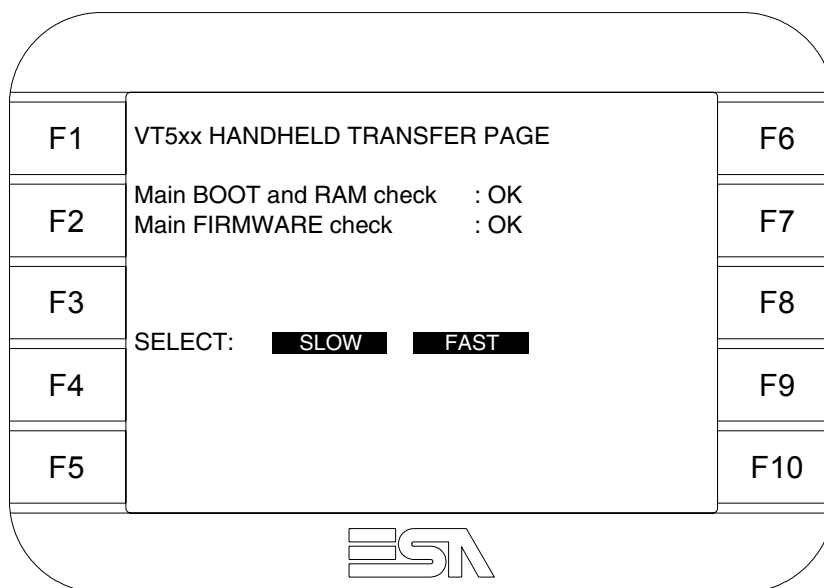 VT5xx HANDHELD TRANSFER PAGE
Main BOOT and RAM check : OK
Main FIRMWARE check : OK
SELECT: SLOW FAST
F1
F2
F3
F4
F5
F6
F7
F8
F9
F10
ESA